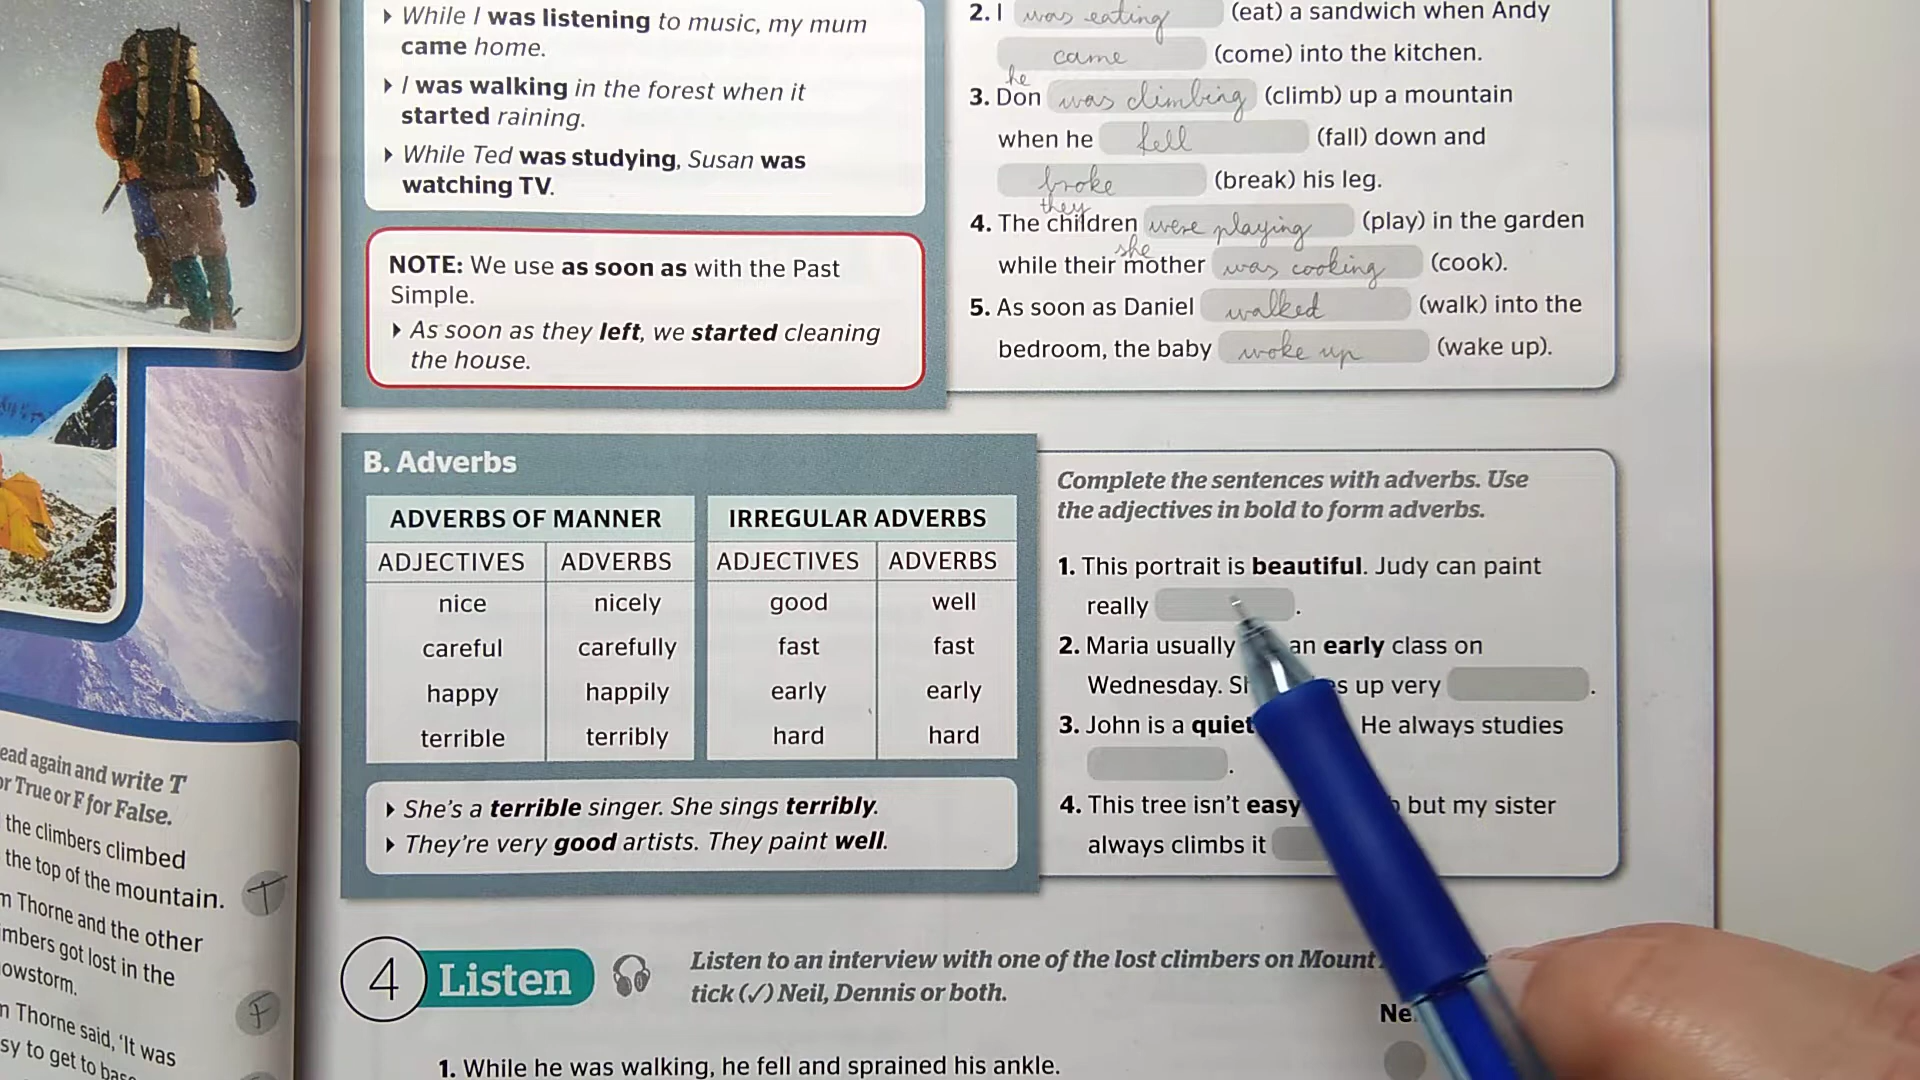 While I was listening to music, my mum
came home.
I was walking in the forest when it
started raining.
While Ted was studying, Susan was
watching TV.
NOTE: We use as soon as with the Past
Simple.
As soon as they left, we started cleaning
the house.
2. I was eating (eat) a sandwich when Andy
came (come) into the kitchen.
he
3. Don was climbing (climb) up a mountain
when he fell (fall) down and
broke (break) his leg.
they
4. The children were playing (play) in the garden
she
while their mother was cooking (cook).
5. As soon as Daniel walked (walk) into the
bedroom, the baby woke up (wake up).
B. Adverbs
ADVERBS OF MANNER
ADJECTIVES ADVERBS
nice nicely
careful carefully
happy happily
terrible terribly
IRREGULAR ADVERBS
ADJECTIVES ADVERBS
good well
fast fast
early early
hard hard
She's a terrible singer. She sings terribly.
They're very good artists. They paint well.
Complete the sentences with adverbs. Use
the adjectives in bold to form adverbs.
1. This portrait is beautiful. Judy can paint
really .
2. Maria usually an early class on
Wednesday. up very .
3. John is a quiet He always studies
.
4. This tree isn't easy but my sister
always climbs it
ead again and write T
or True or F for False.
the climbers climbed
the top of the mountain. T
m Thorne and the other
imbers got lost in the
owstorm. F
m Thorne said, 'It was
sy to get to
4 Listen
Listen to an interview with one of the lost climbers on Mount
tick (✓) Neil, Dennis or both.
1. While he was walking, he fell and sprained his ankle.